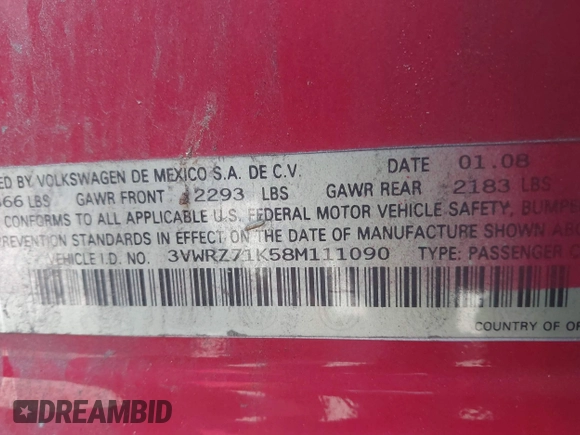 ED BY VOLKSWAGEN DE MEXICO S.A. DE C.V. DATE 01.08
66 LBS GAWR FRONT 2293 LBS GAWR REAR 2183 LBS
CONFORMS TO ALL APPLICABLE U.S. FEDERAL MOTOR VEHICLE SAFETY, BUMPE
PREVENTION STANDARDS IN EFFECT ON THE DATE OF MANUFACTURE SHOWN ABO
VEHICLE I.D. NO. 3VWRZ71K58M111090 TYPE: PASSENGER C
COUNTRY OF OR
DREAMBID